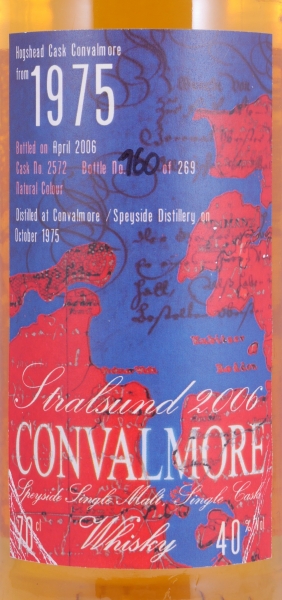 Hogshead Cask Convalmore
from 1975
Bottled on April 2006
Cask No 2572 - Bottle No. 160 of 269
Natural Colour
Distilled at Convalmore / Speyside Distillery on
October 1975
Stralsund 2006
CONVALMORE
Speyside Single Malt, Single Cask
70 cl Whisky 40 % Vol